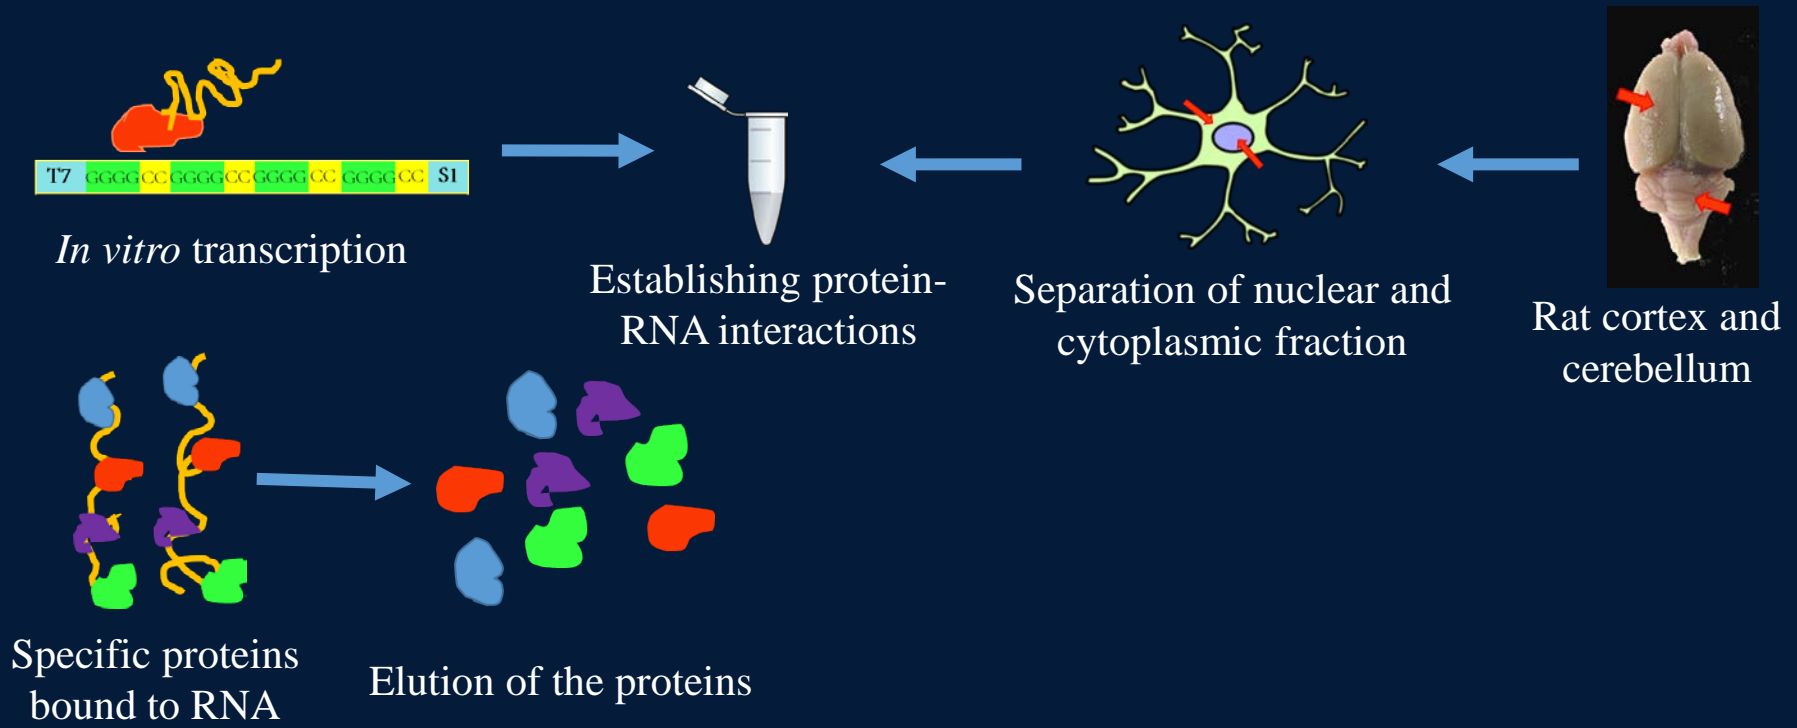 T7 GGGG CC GGGG CC GGGG CC GGGG CC S1
In vitro transcription
Establishing protein-
RNA interactions
Separation of nuclear and
cytoplasmic fraction
Rat cortex and
cerebellum
Specific proteins
bound to RNA
Elution of the proteins